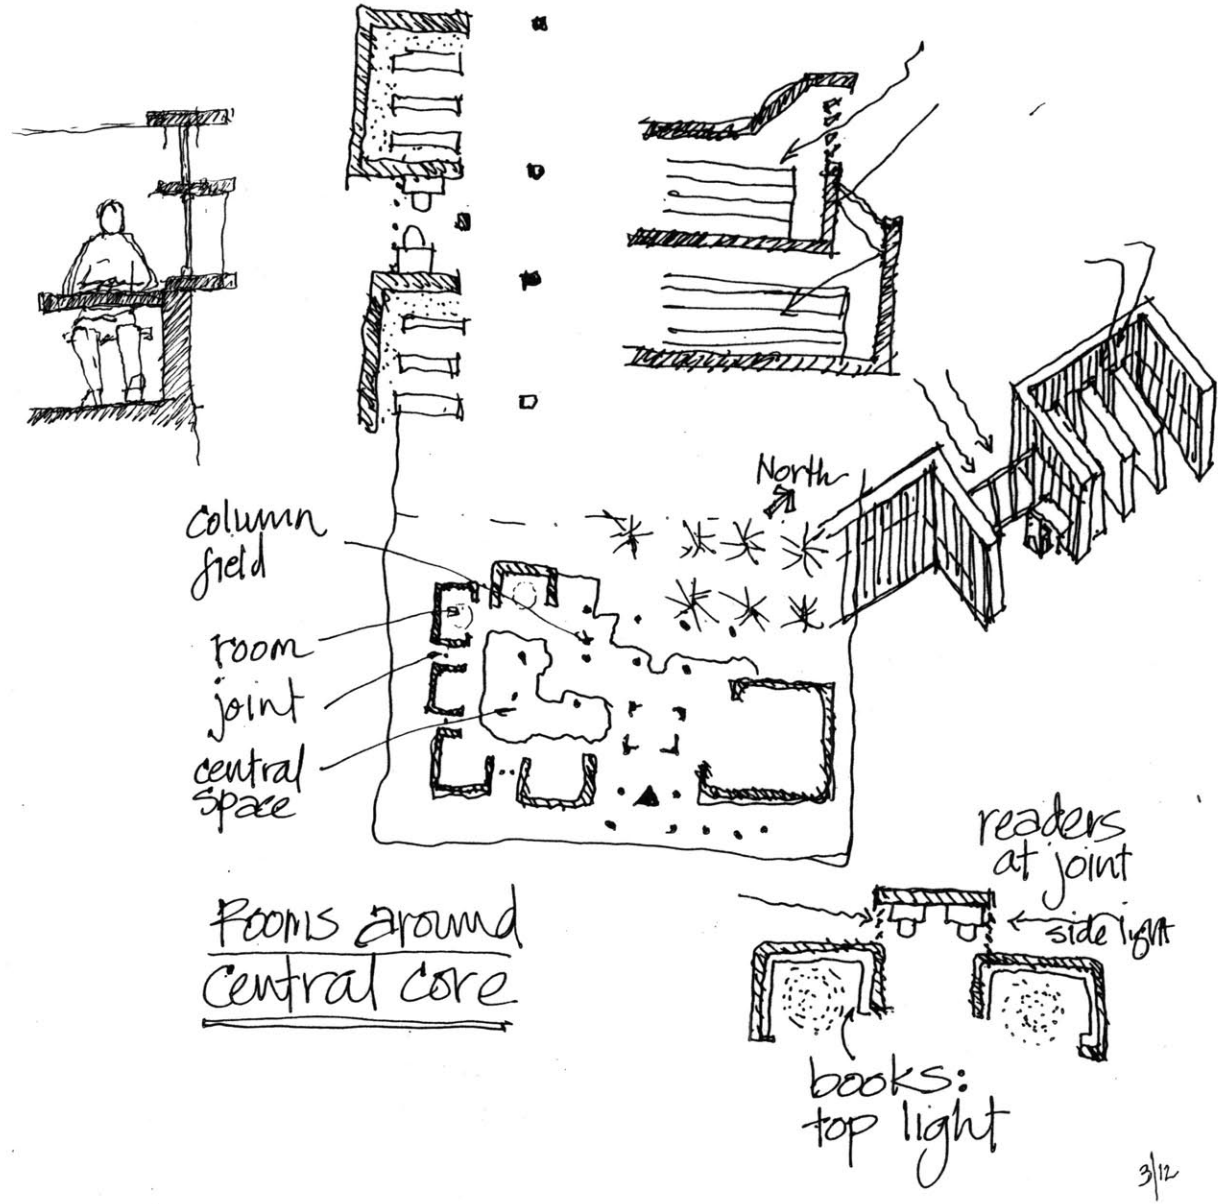 North
column
field
room
joint
central
space
Rooms around
central core
readers
at joint
side light
books:
top light
3/12